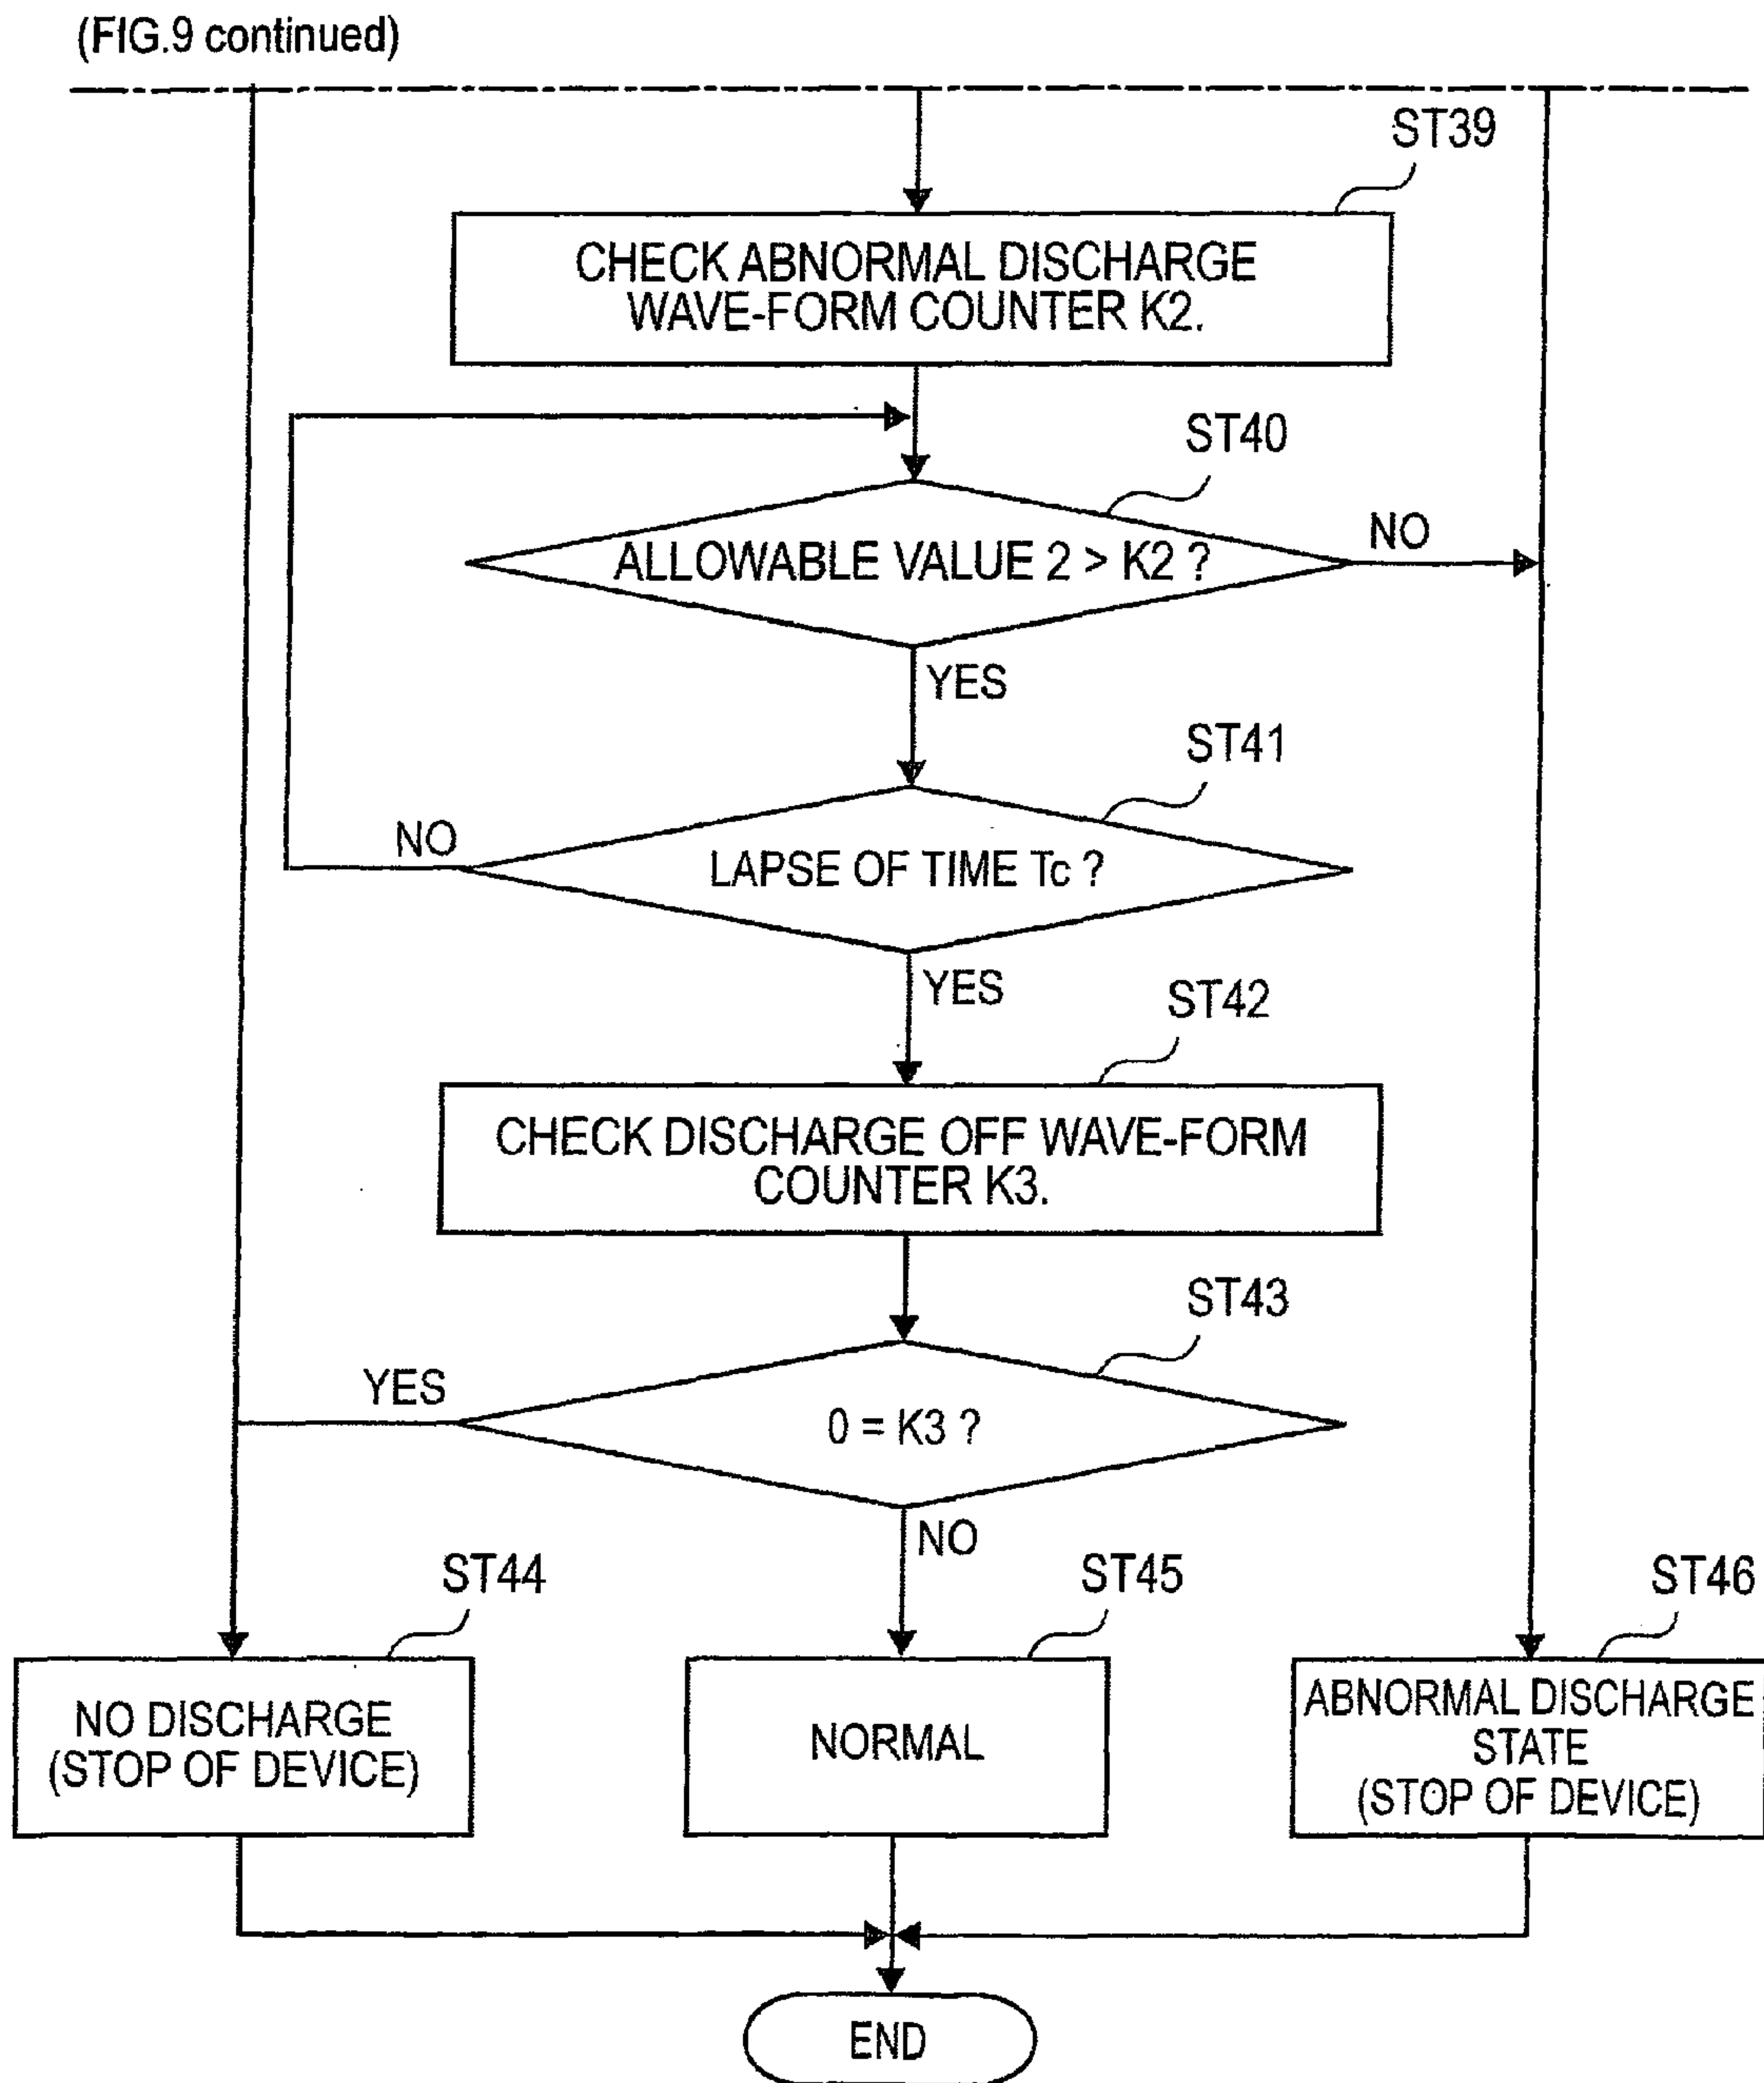 (FIG.9 continued)
ST39
CHECK ABNORMAL DISCHARGE
WAVE-FORM COUNTER K2.
ST40
ALLOWABLE VALUE 2 > K2 ?
NO
YES
ST41
NO
LAPSE OF TIME Tc ?
YES
ST42
CHECK DISCHARGE OFF WAVE-FORM
COUNTER K3.
ST43
YES
0 = K3 ?
NO
ST44
ST45
ST46
NO DISCHARGE
(STOP OF DEVICE)
NORMAL
ABNORMAL DISCHARGE
STATE
(STOP OF DEVICE)
END